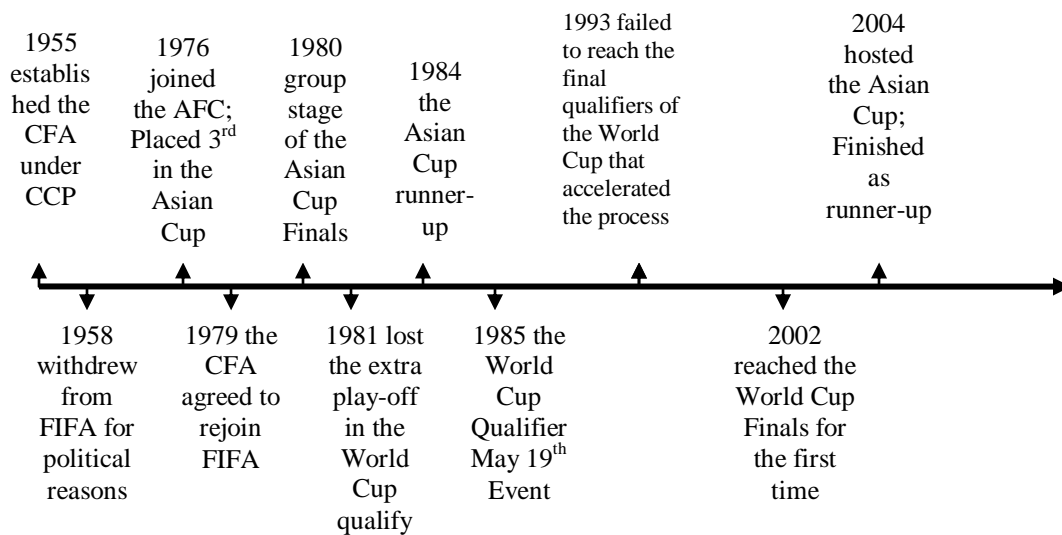 1955
establis
hed the
CFA
under
CCP
1976
joined
the AFC;
Placed 3rd
in the
Asian
Cup
1980
group
stage
of the
Asian
Cup
Finals
1984
the
Asian
Cup
runner-
up
1993 failed
to reach the
final
qualifiers of
the World
Cup that
accelerated
the process
2004
hosted
the Asian
Cup;
Finished
as
runner-up
1958
withdrew
from
FIFA for
political
reasons
1979 the
CFA
agreed to
rejoin
FIFA
1981 lost
the extra
play-off
in the
World
Cup
qualify
1985 the
World
Cup
Qualifier
May 19th
Event
2002
reached the
World Cup
Finals for
the first
time